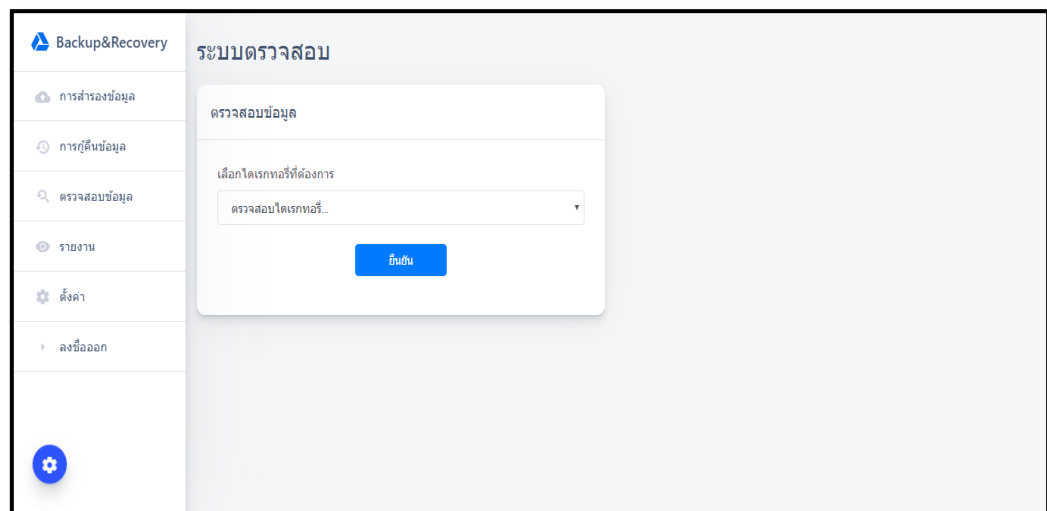 Backup&Recovery
การสำรองข้อมูล
การกู้คืนข้อมูล
ตรวจสอบข้อมูล
รายงาน
ตั้งค่า
ลงชื่อออก
ระบบตรวจสอบ
ตรวจสอบข้อมูล
เลือกไดเรกทอรี่ที่ต้องการ
ตรวจสอบไดเรกทอรี่...
ยืนยัน